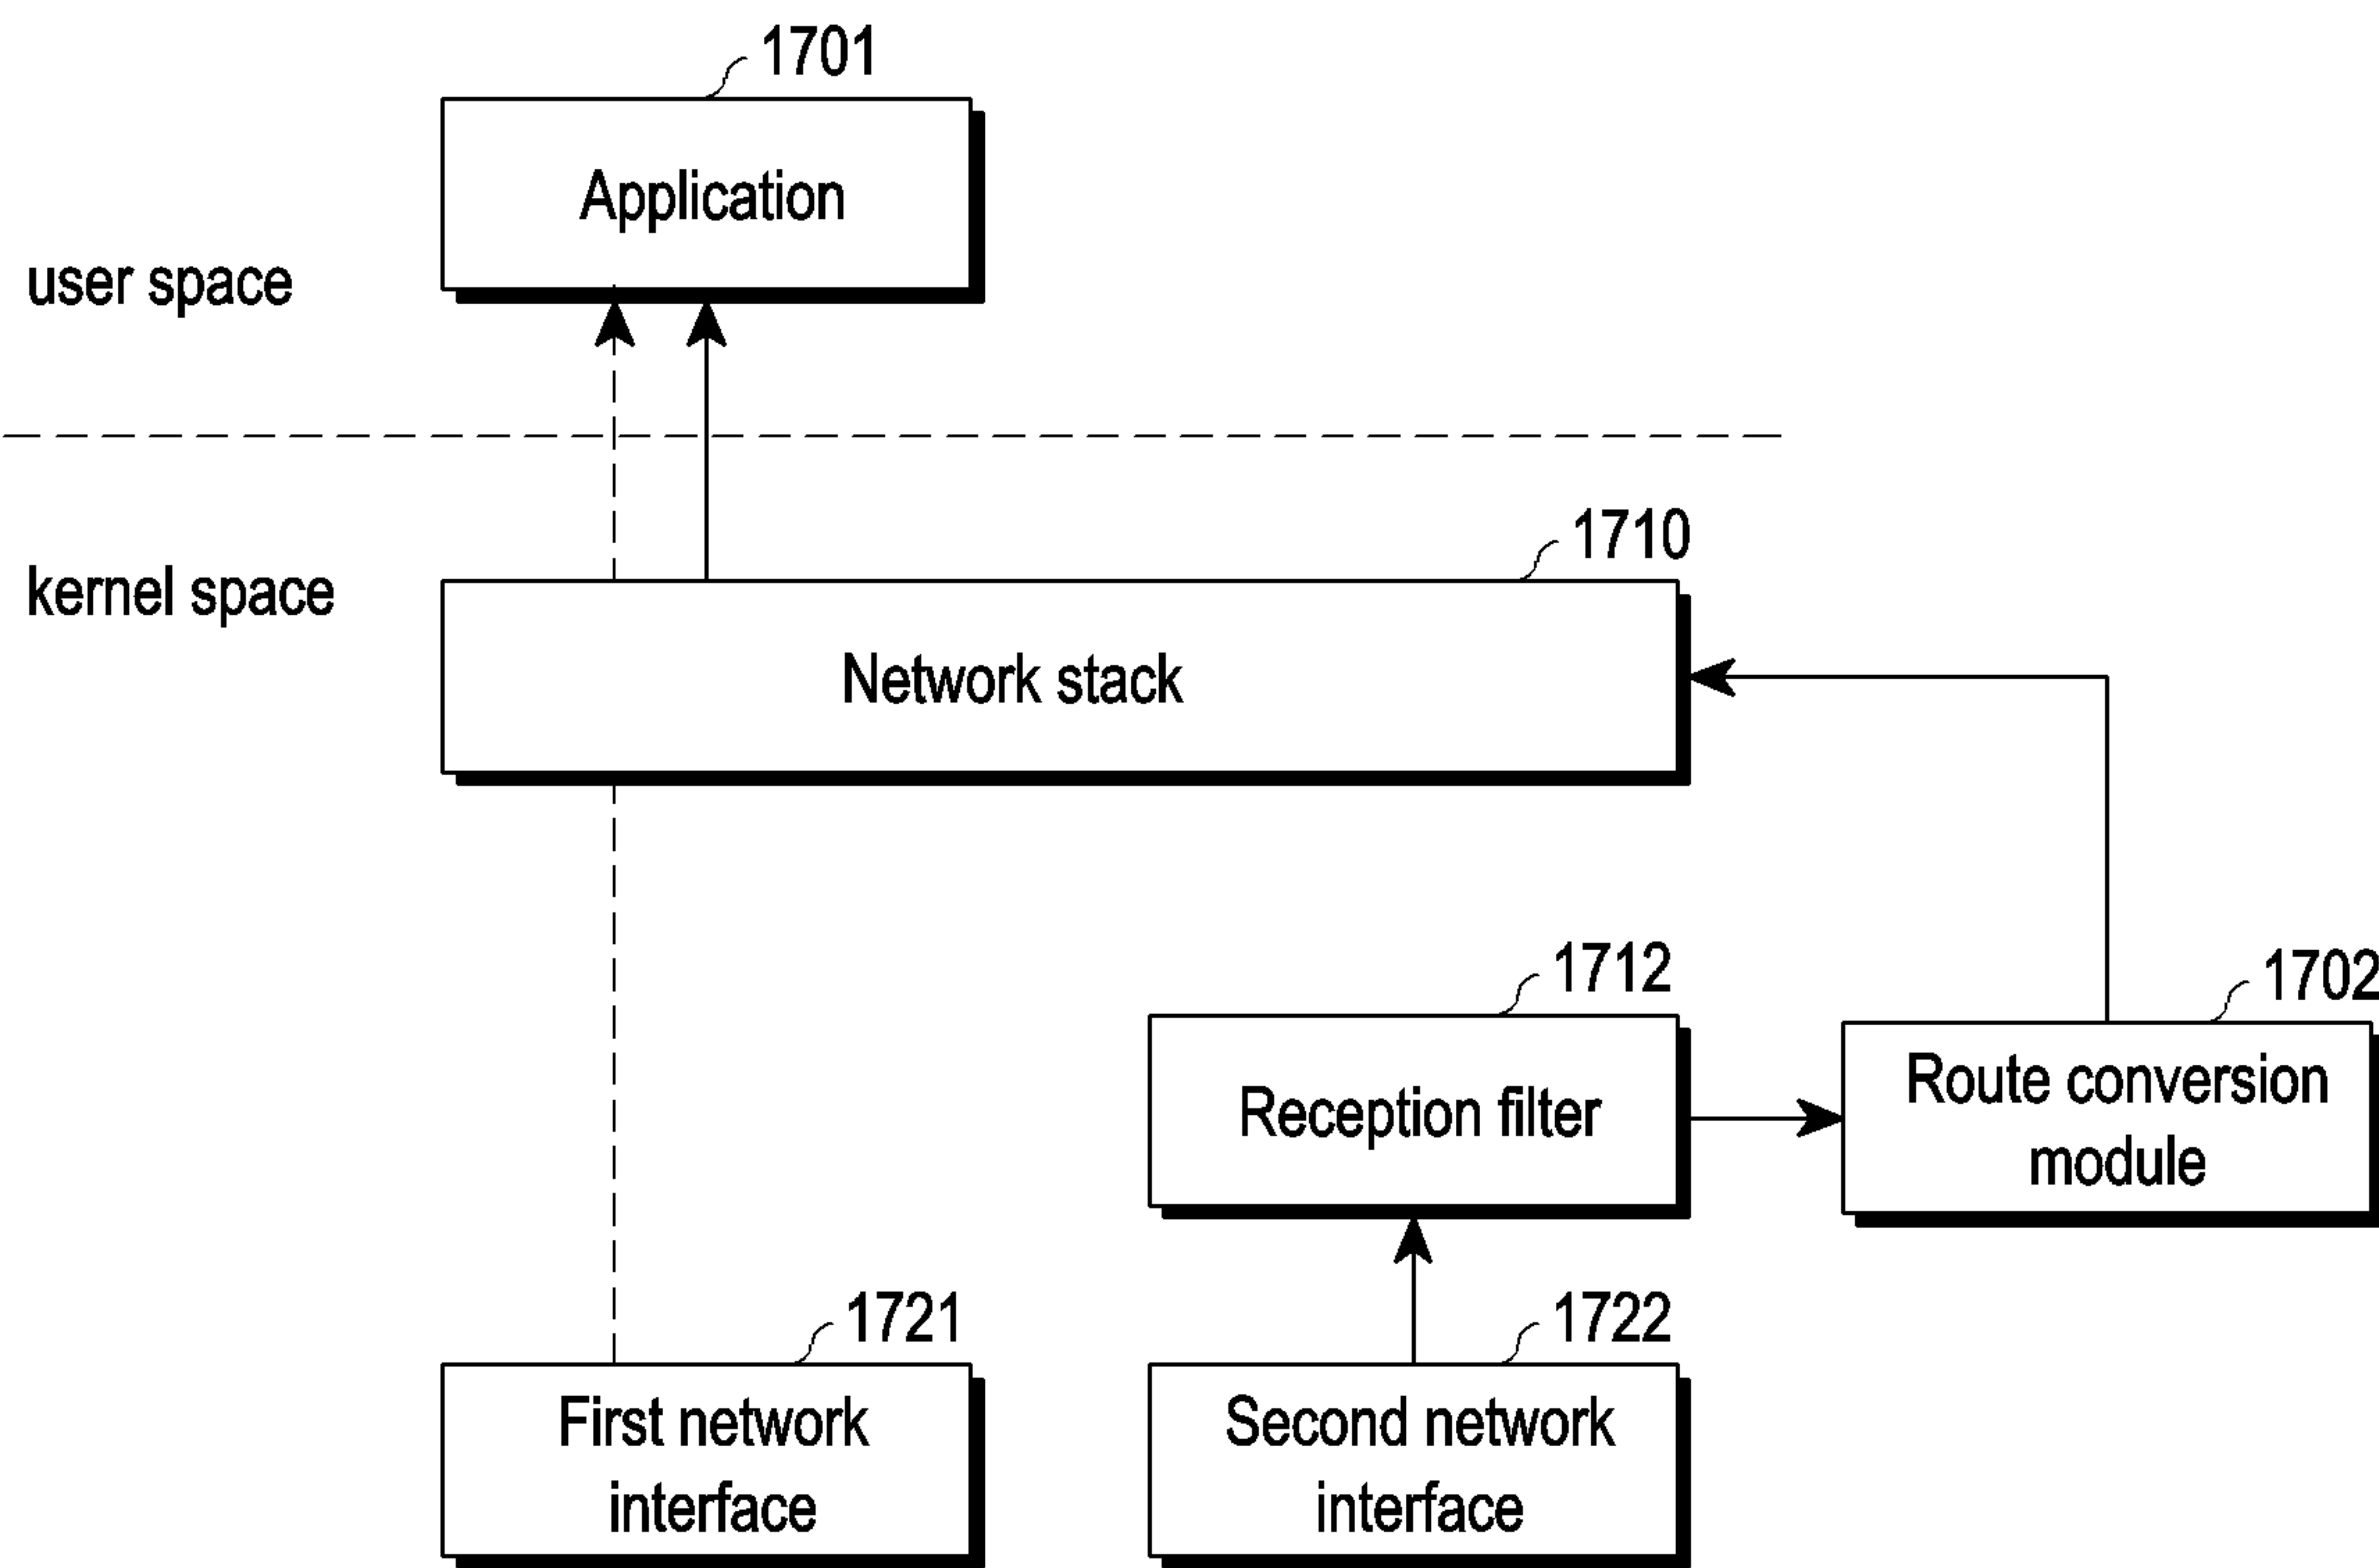 1701
Application
user space
kernel space
1710
Network stack
1712
Reception filter
1702
Route conversion
module
1721
First network
interface
1722
Second network
interface